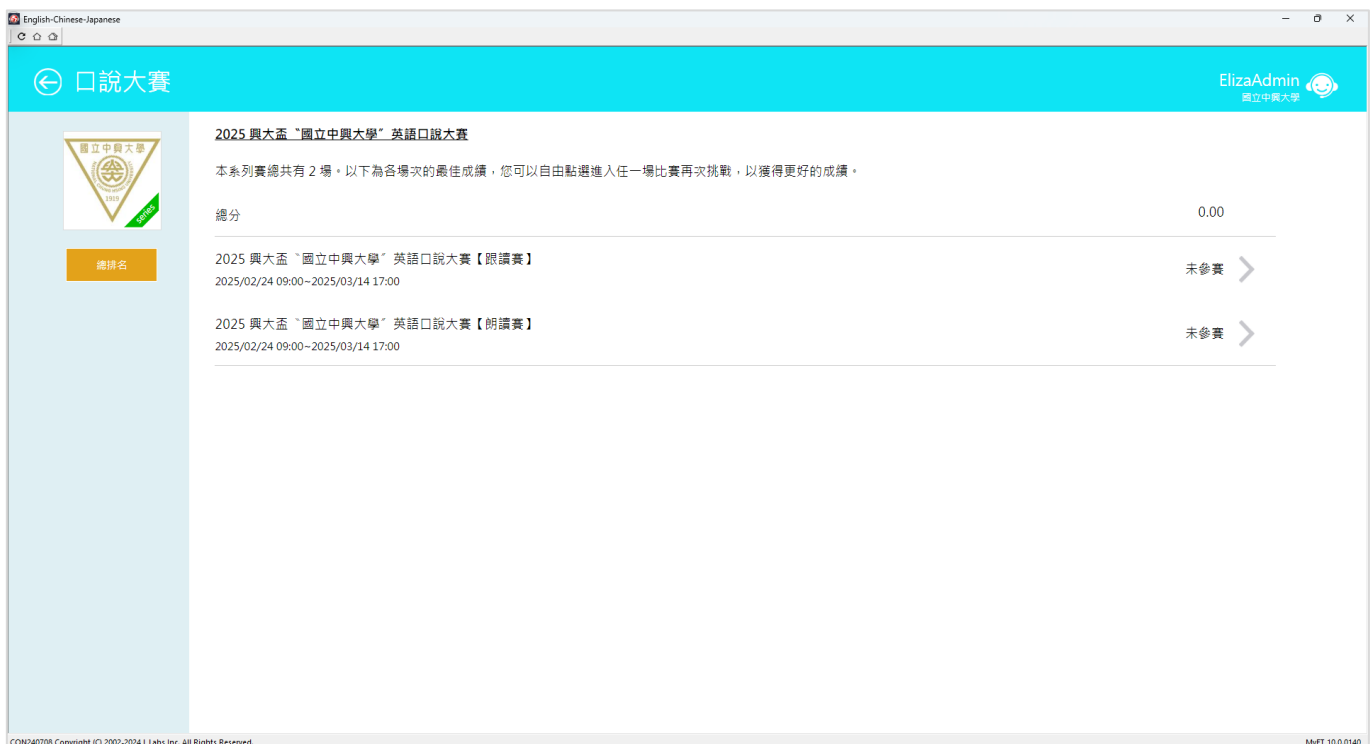 English-Chinese-Japanese
口說大賽
ElizaAdmin
國立中興大學
國立中興大學
1919
series
總排名
2025 興大盃〝國立中興大學〞英語口說大賽
本系列賽總共有 2 場。以下為各場次的最佳成績，您可以自由點選進入任一場比賽再次挑戰，以獲得更好的成績。
總分 0.00
2025 興大盃〝國立中興大學〞英語口說大賽【跟讀賽】
2025/02/24 09:00~2025/03/14 17:00
未參賽
2025 興大盃〝國立中興大學〞英語口說大賽【朗讀賽】
2025/02/24 09:00~2025/03/14 17:00
未參賽
CON240708 Copyright (C) 2002-2024 L Labs Inc. All Rights Reserved.
MyET 10.0.0140